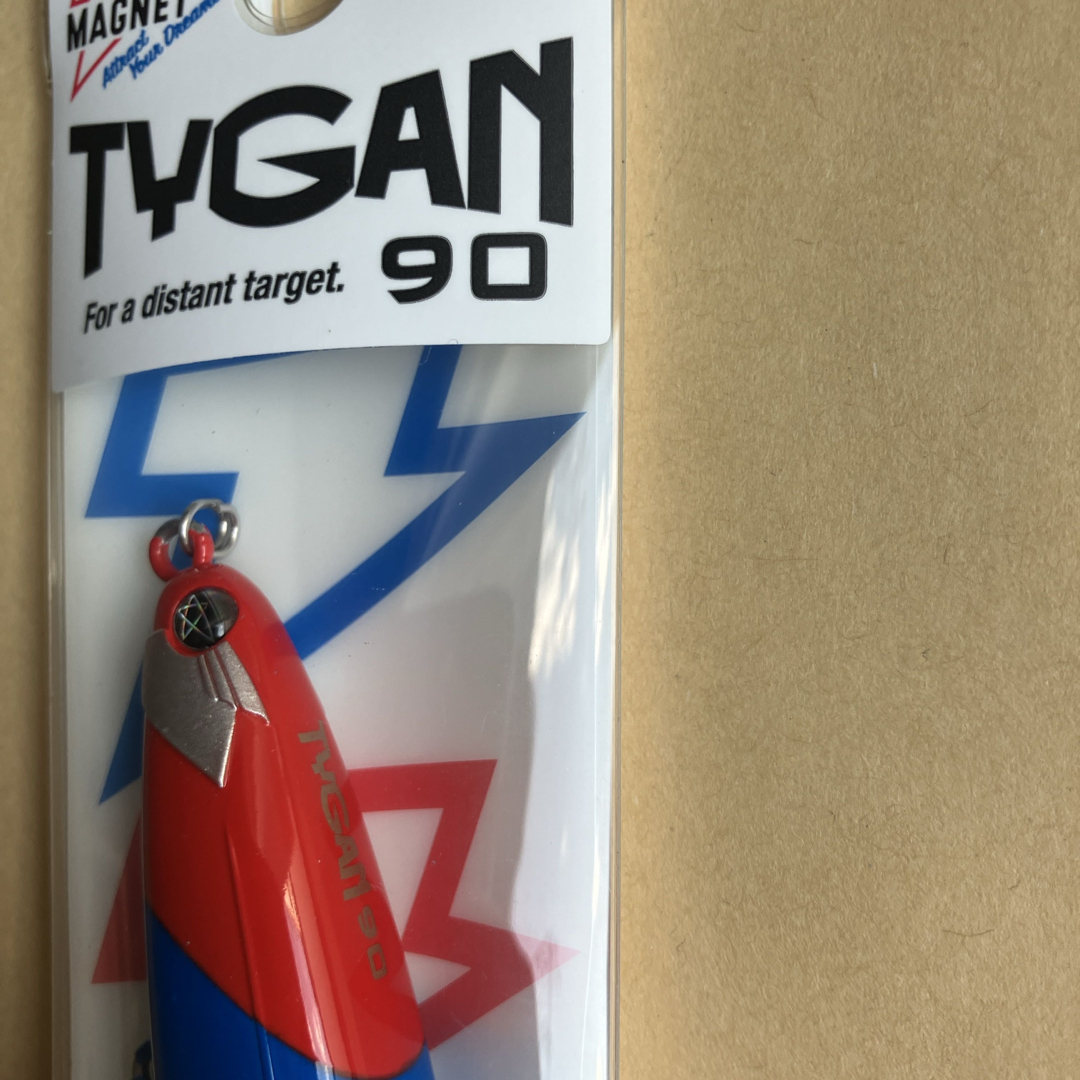 MAGNET
Attract
Your Dreams
TYGAN
90
For a distant target.
TYGAN 90